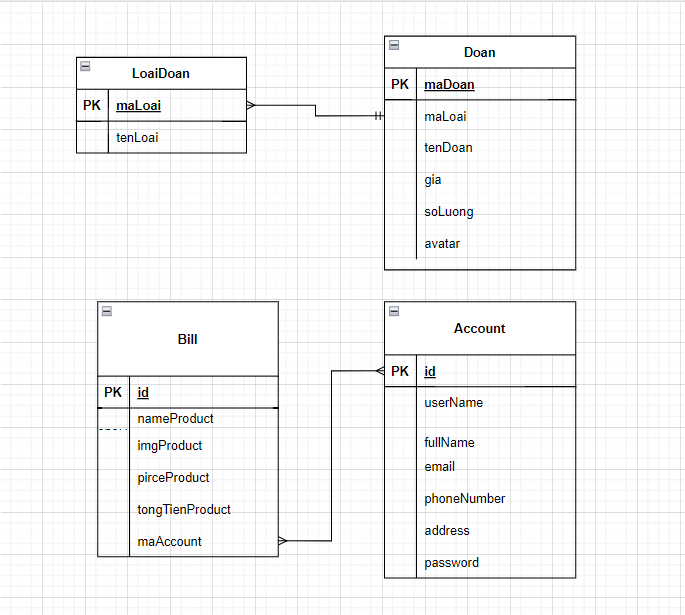 LoaiDoan
PK maLoai
tenLoai
Doan
PK maDoan
maLoai
tenDoan
gia
soLuong
avatar
Bill
PK id
nameProduct
imgProduct
pirceProduct
tongTienProduct
maAccount
Account
PK id
userName
fullName
email
phoneNumber
address
password